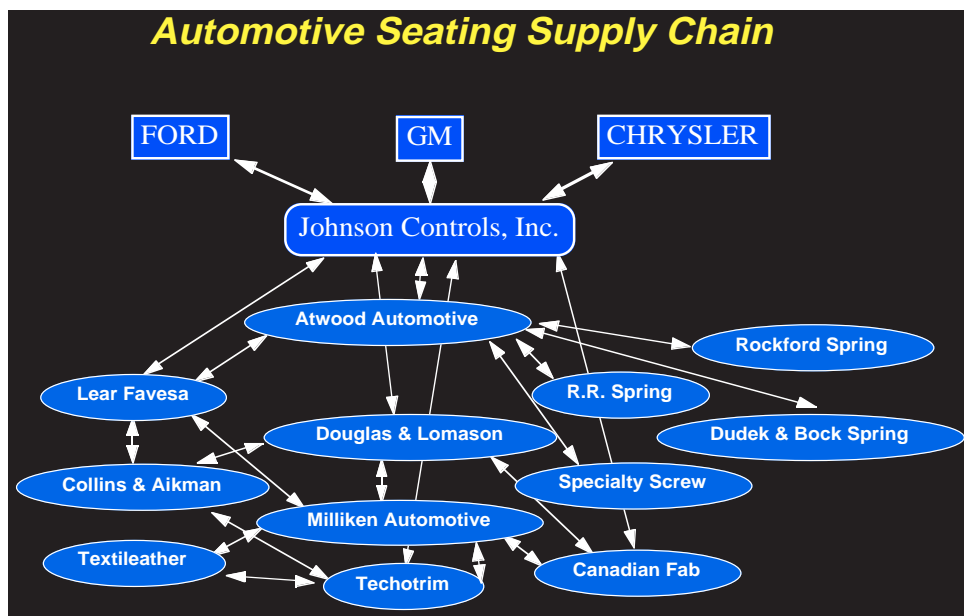 Automotive Seating Supply Chain
FORD
GM
CHRYSLER
Johnson Controls, Inc.
Atwood Automotive
Rockford Spring
Lear Favesa
R.R. Spring
Douglas & Lomason
Dudek & Bock Spring
Collins & Aikman
Specialty Screw
Milliken Automotive
Textileather
Techotrim
Canadian Fab